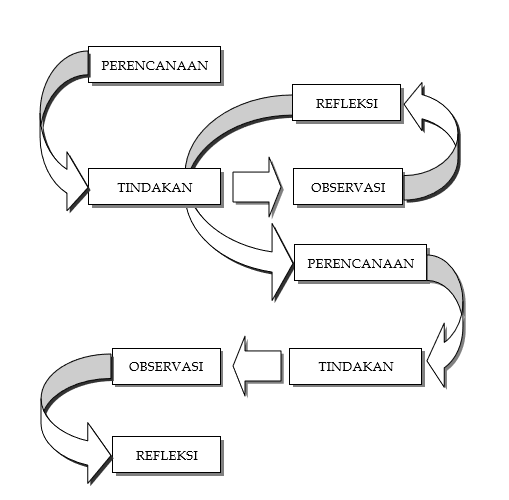 PERENCANAAN
REFLEKSI
TINDAKAN
OBSERVASI
PERENCANAAN
OBSERVASI
TINDAKAN
REFLEKSI